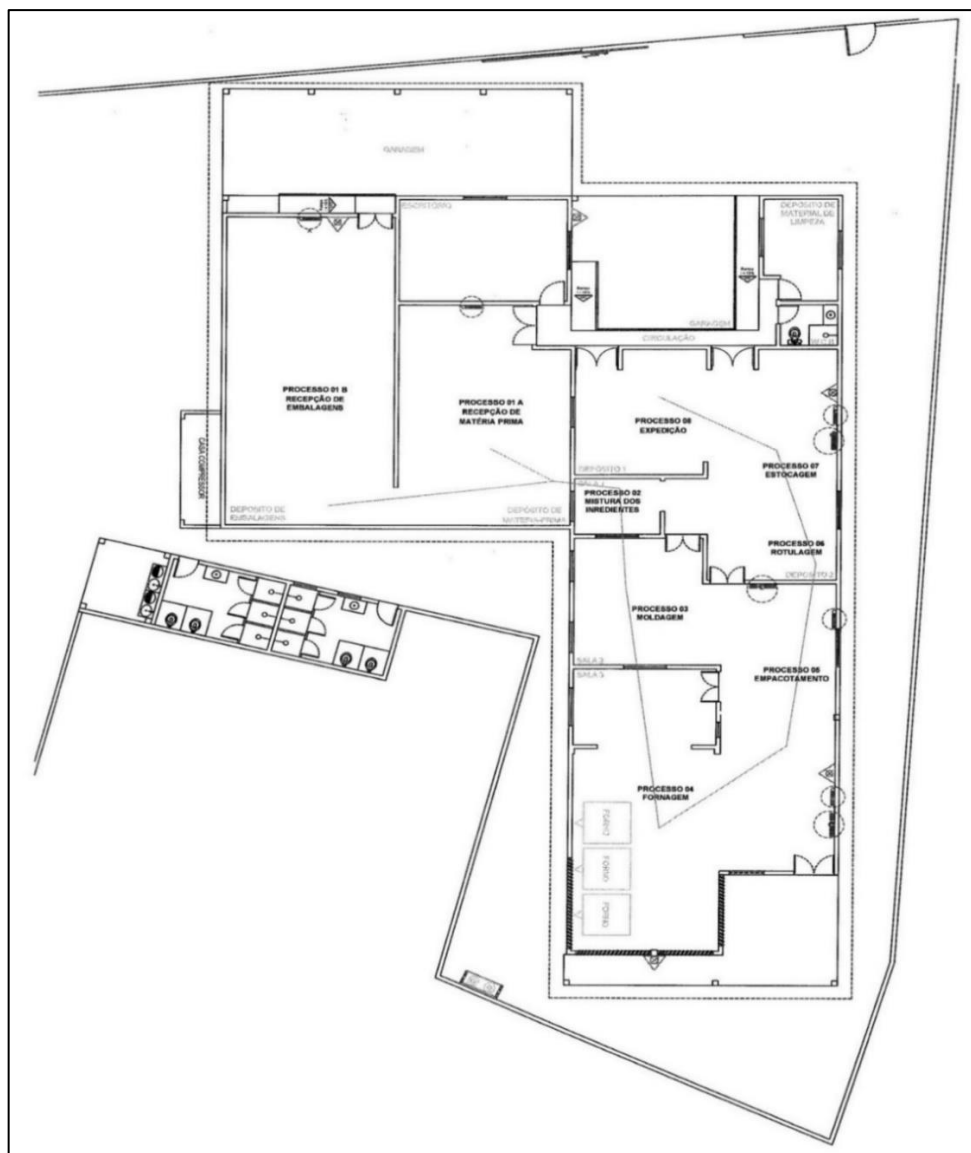 GARAGEM
ESCRITÓRIO
DEPÓSITO DE
MATERIAL DE
LIMPEZA
GARAGEM
CIRCULAÇÃO
PROCESSO 01 B
RECEPÇÃO DE
EMBALAGENS
PROCESSO 01 A
RECEPÇÃO DE
MATÉRIA PRIMA
PROCESSO 08
EXPEDIÇÃO
PROCESSO 07
ESTOCAGEM
DEPÓSITO 1
CASA COMPRESSOR
DEPÓSITO DE
EMBALAGENS
DEPÓSITO DE
MATÉRIA-PRIMA
PROCESSO 02
MISTURA DOS
INREDIENTES
PROCESSO 06
ROTULAGEM
DEPÓSITO 2
PROCESSO 03
MOLDAGEM
SALA 2
SALA 3
PROCESSO 05
EMPACOTAMENTO
PROCESSO 04
FORNAGEM
FORNO
FORNO
FORNO